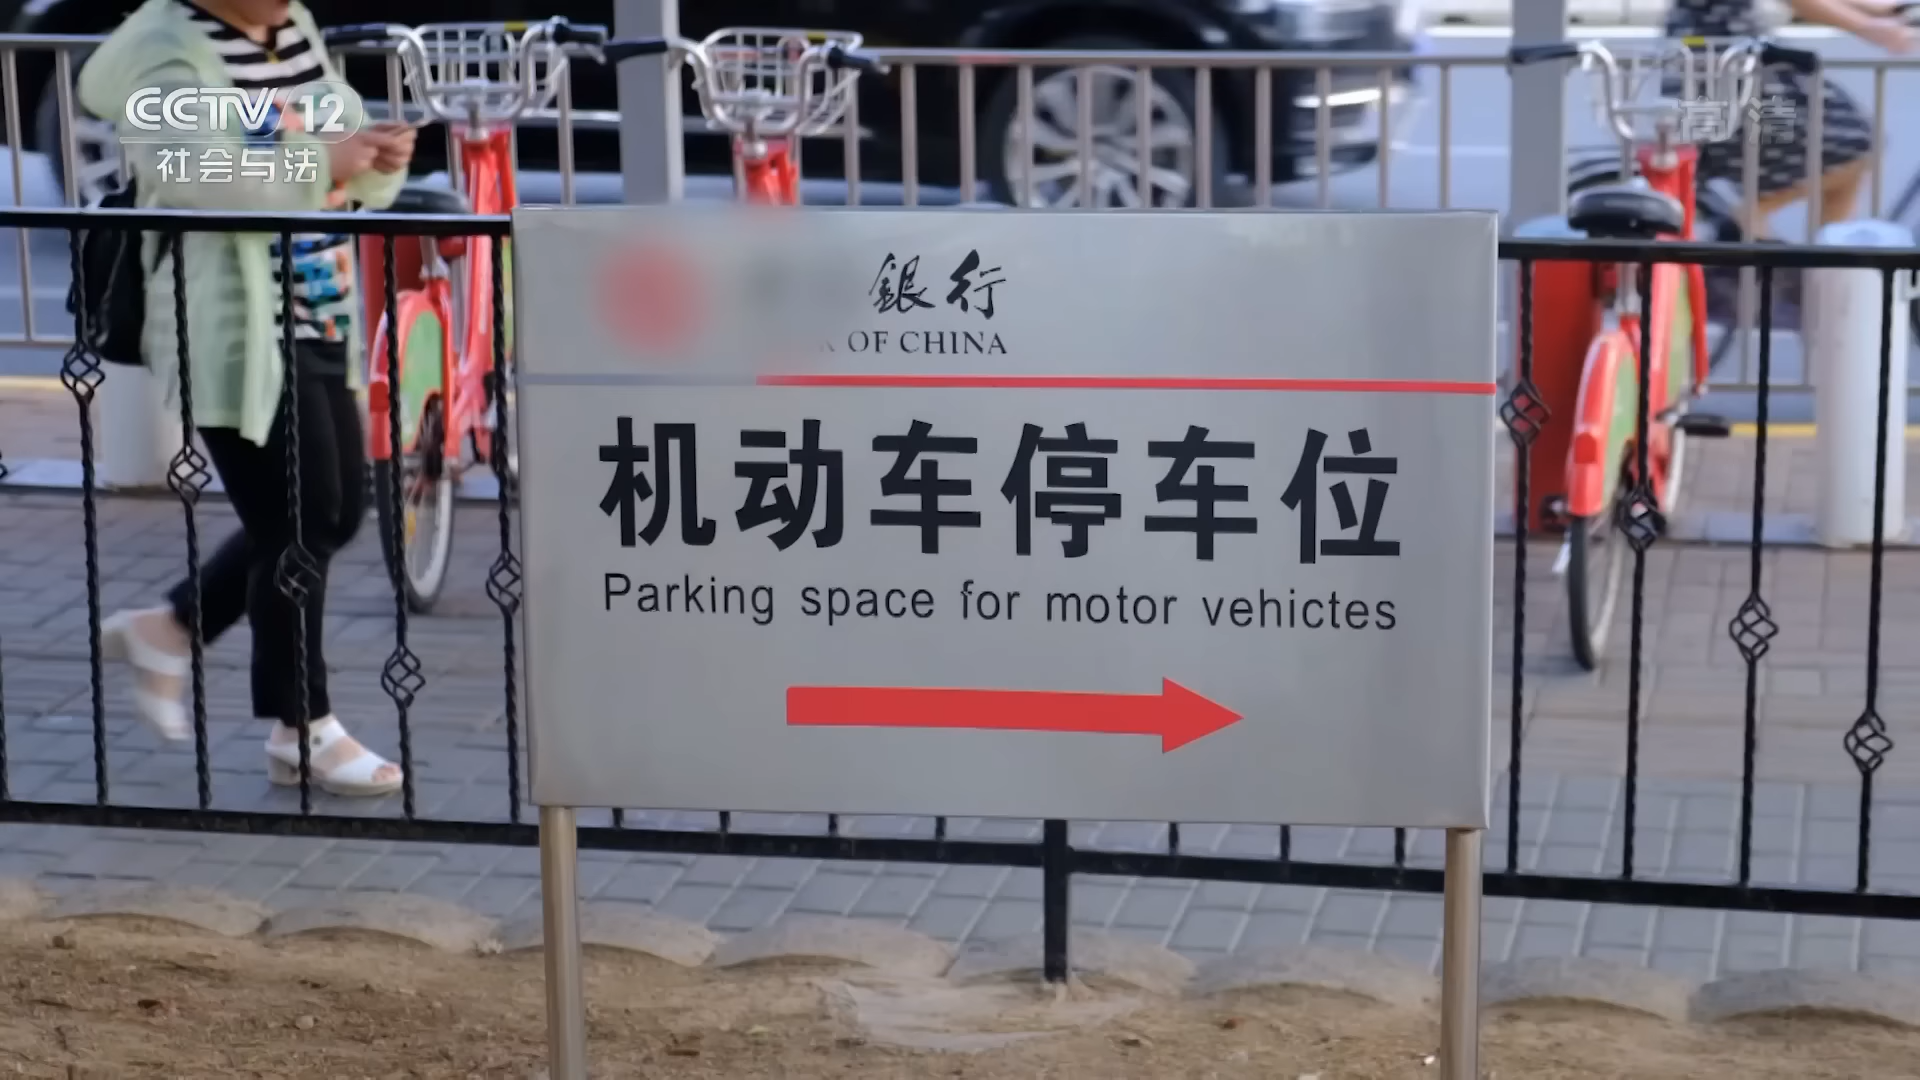 CCTV 12
社会与法
高清
銀行
OF CHINA
机动车停车位
Parking space for motor vehictes